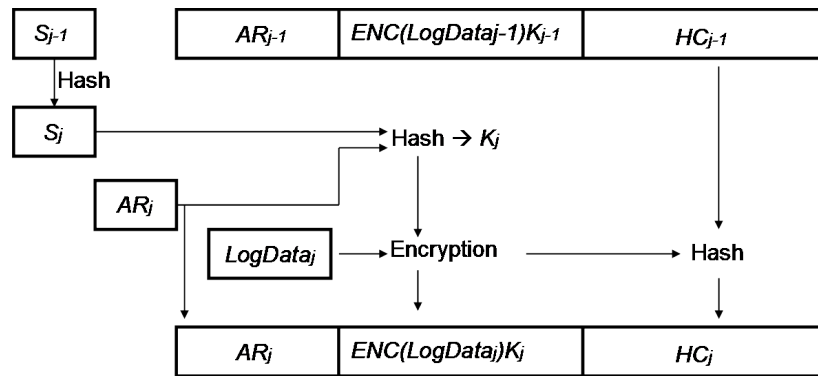 Sj-1 ARj-1 ENC(LogDataj-1)Kj-1 HCj-1
Hash
Sj
Hash → Kj
ARj
LogDataj Encryption Hash
ARj ENC(LogDataj)Kj HCj